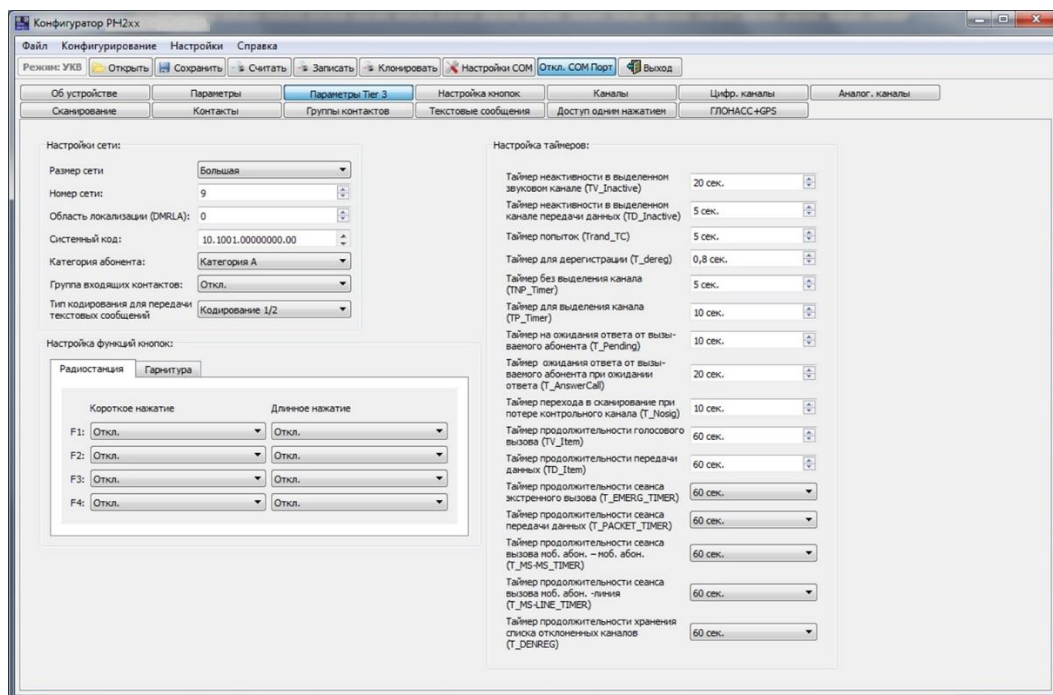 Конфигуратор РН2хх
Файл Конфигурирование Настройки Справка
Режим: УКВ Открыть Сохранить Считать Записать Клонировать Настройки COM Откл. COM Порт Выход
Об устройстве Параметры Параметры Tier 3 Настройка кнопок Каналы Цифр. каналы Аналог. каналы
Сканирование Контакты Группы контактов Текстовые сообщения Доступ одним нажатием ГЛОНАСС+GPS
Настройки сети:
Размер сети Большая
Номер сети: 9
Область локализации (DMRLA): 0
Системный код: 10.1001.00000000.00
Категория абонента: Категория А
Группа входящих контактов: Откл.
Тип кодирования для передачи
текстовых сообщений Кодирование 1/2
Настройка функций кнопок:
Радиостанция Гарнитура
Короткое нажатие Длинное нажатие
F1: Откл. Откл.
F2: Откл. Откл.
F3: Откл. Откл.
F4: Откл. Откл.
Настройка таймеров:
Таймер неактивности в выделенном
звуковом канале (TV_Inactive) 20 сек.
Таймер неактивности в выделенном
канале передачи данных (TD_Inactive) 5 сек.
Таймер попыток (Trand_TC) 5 сек.
Таймер для дерегистрации (T_dereg) 0,8 сек.
Таймер без выделения канала
(TNP_Timer) 5 сек.
Таймер для выделения канала
(TP_Timer) 10 сек.
Таймер на ожидания ответа от вызы-
ваемого абонента (T_Pending) 10 сек.
Таймер ожидания ответа от вызы-
ваемого абонента при ожидании
ответа (T_AnswerCall) 20 сек.
Таймер перехода в сканирование при
потере контрольного канала (T_Nosig) 10 сек.
Таймер продолжительности голосового
вызова (TV_Item) 60 сек.
Таймер продолжительности передачи
данных (TD_Item) 60 сек.
Таймер продолжительности сеанса
экстренного вызова (T_EMERG_TIMER) 60 сек.
Таймер продолжительности сеанса
передачи данных (T_PACKET_TIMER) 60 сек.
Таймер продолжительности сеанса
вызова моб. абон. – моб. абон.
(T_MS-MS_TIMER) 60 сек.
Таймер продолжительности сеанса
вызова моб. абон. -линия
(T_MS-LINE_TIMER) 60 сек.
Таймер продолжительности хранения
списка отклоненных каналов
(T_DENREG) 60 сек.